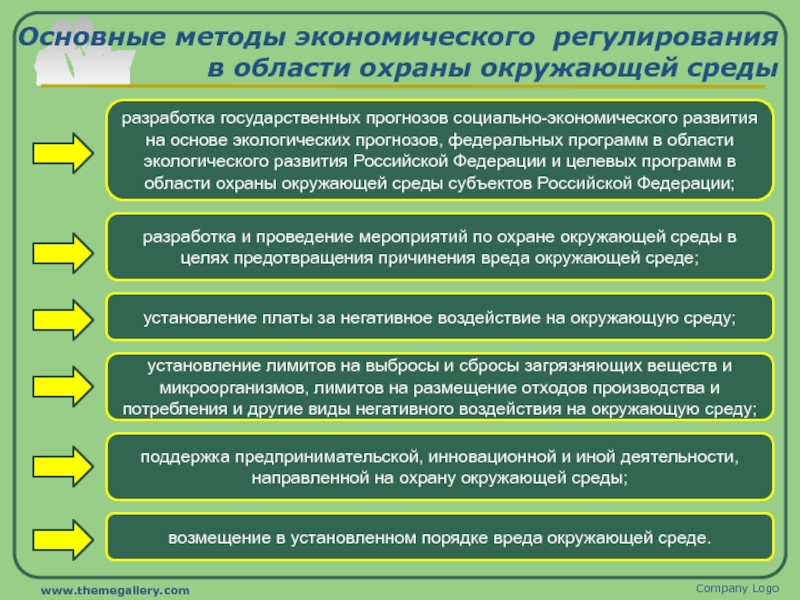 Основные методы экономического регулирования
в области охраны окружающей среды
разработка государственных прогнозов социально-экономического развития
на основе экологических прогнозов, федеральных программ в области
экологического развития Российской Федерации и целевых программ в
области охраны окружающей среды субъектов Российской Федерации;
разработка и проведение мероприятий по охране окружающей среды в
целях предотвращения причинения вреда окружающей среде;
установление платы за негативное воздействие на окружающую среду;
установление лимитов на выбросы и сбросы загрязняющих веществ и
микроорганизмов, лимитов на размещение отходов производства и
потребления и другие виды негативного воздействия на окружающую среду;
поддержка предпринимательской, инновационной и иной деятельности,
направленной на охрану окружающей среды;
возмещение в установленном порядке вреда окружающей среде.
www.themegallery.com
Company Logo